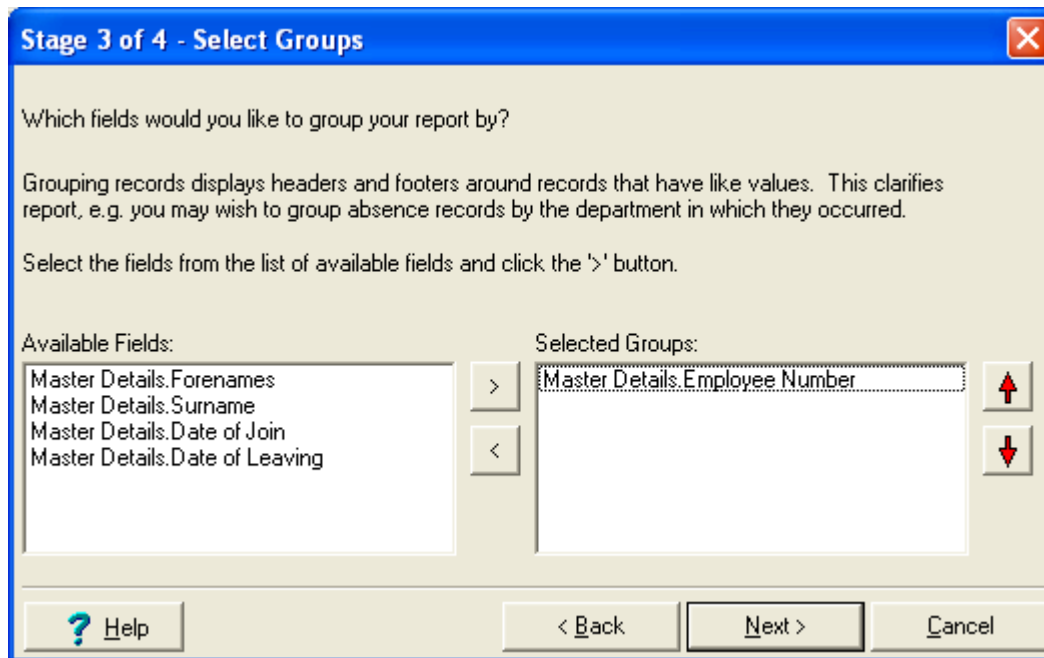 Stage 3 of 4 - Select Groups
Which fields would you like to group your report by?
Grouping records displays headers and footers around records that have like values.  This clarifies
report, e.g. you may wish to group absence records by the department in which they occurred.
Select the fields from the list of available fields and click the '>' button.
Available Fields:
Master Details.Forenames
Master Details.Surname
Master Details.Date of Join
Master Details.Date of Leaving
>
<
Selected Groups:
Master Details.Employee Number
? Help
< Back
Next >
Cancel